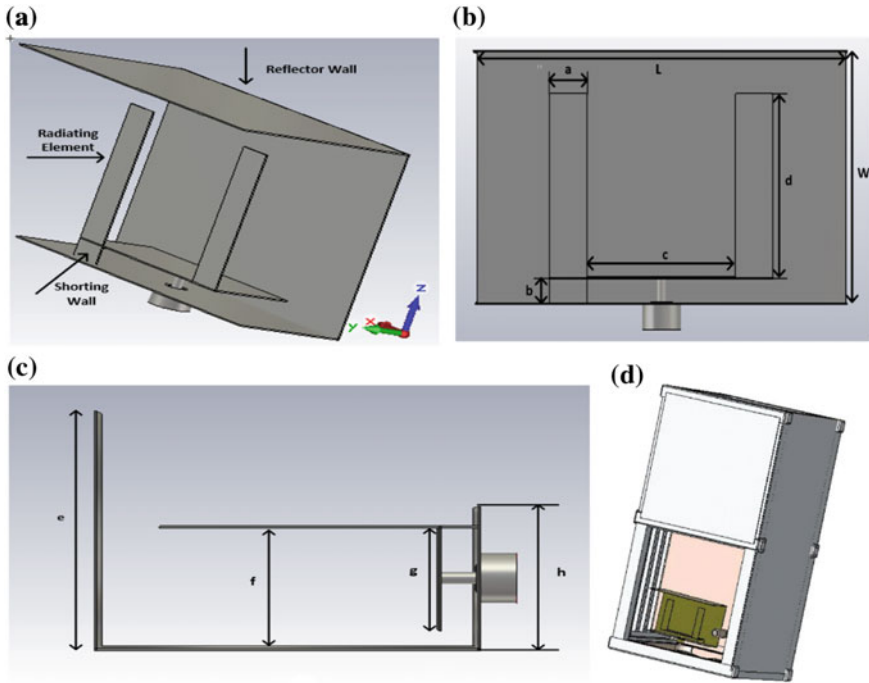 (a)
Reflector Wall
Radiating
Element
Shorting
Wall
Z
X
Y
(b)
a
L
W
d
c
b
(c)
e
f
g
h
(d)